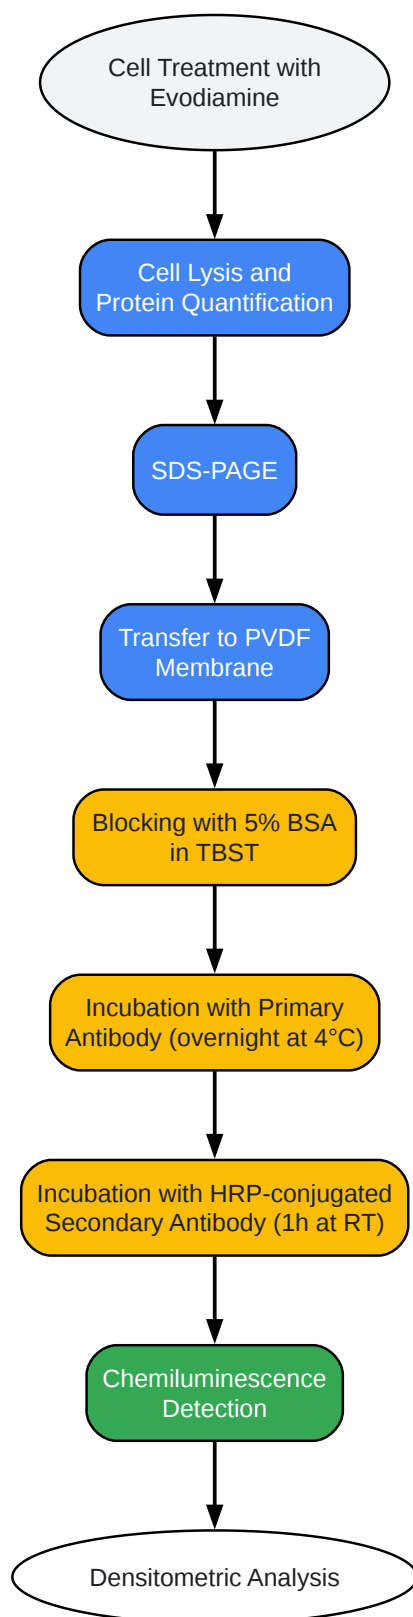 Cell Treatment with
Evodiamine
Cell Lysis and
Protein Quantification
SDS-PAGE
Transfer to PVDF
Membrane
Blocking with 5% BSA
in TBST
Incubation with Primary
Antibody (overnight at 4°C)
Incubation with HRP-conjugated
Secondary Antibody (1h at RT)
Chemiluminescence
Detection
Densitometric Analysis